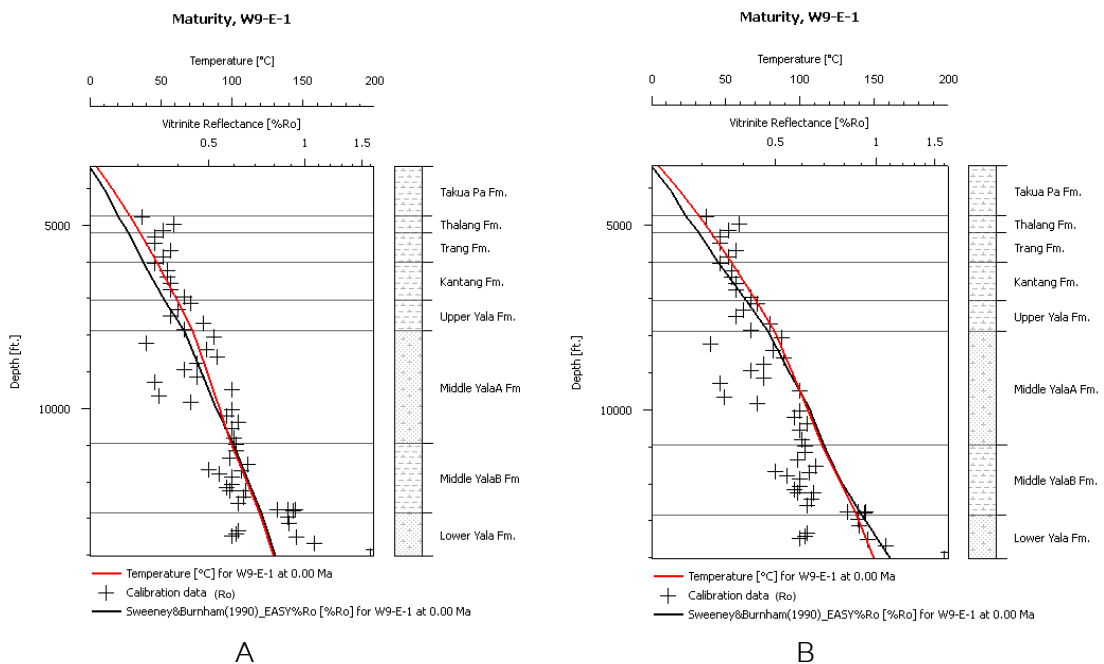 Maturity, W9-E-1
Temperature [°C]
0 50 100 150 200
Vitrinite Reflectance [%Ro]
0.5 1 1.5
Depth [ft.]
5000
10000
Takua Pa Fm.
Thalang Fm.
Trang Fm.
Kantang Fm.
Upper Yala Fm.
Middle YalaA Fm
Middle YalaB Fm
Lower Yala Fm.
Temperature [°C] for W9-E-1 at 0.00 Ma
Calibration data (Ro)
Sweeney&Burnham(1990)_EASY%Ro [%Ro] for W9-E-1 at 0.00 Ma
A
Maturity, W9-E-1
Temperature [°C]
0 50 100 150 200
Vitrinite Reflectance [%Ro]
0.5 1 1.5
Depth [ft.]
5000
10000
Takua Pa Fm.
Thalang Fm.
Trang Fm.
Kantang Fm.
Upper Yala Fm.
Middle YalaA Fm.
Middle YalaB Fm.
Lower Yala Fm.
Temperature [°C] for W9-E-1 at 0.00 Ma
Calibration data (Ro)
Sweeney&Burnham(1990)_EASY%Ro [%Ro] for W9-E-1 at 0.00 Ma
B